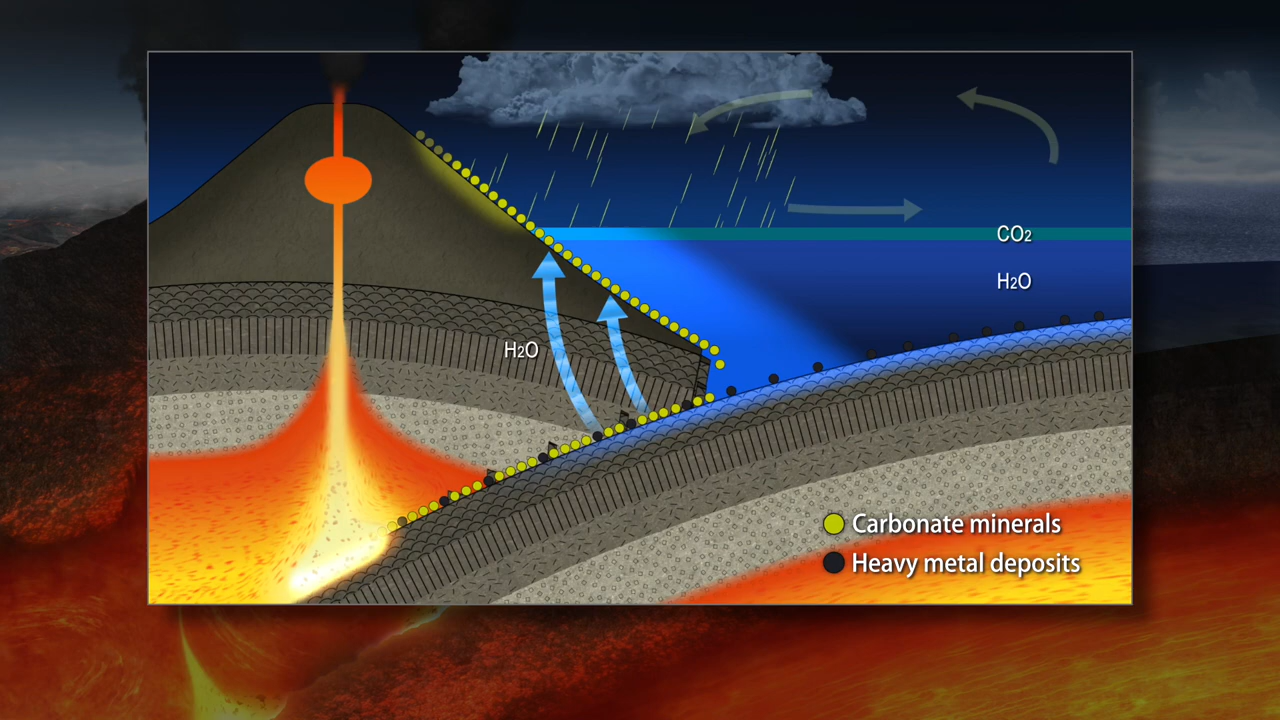 CO2
H2O
H2O
Carbonate minerals
Heavy metal deposits